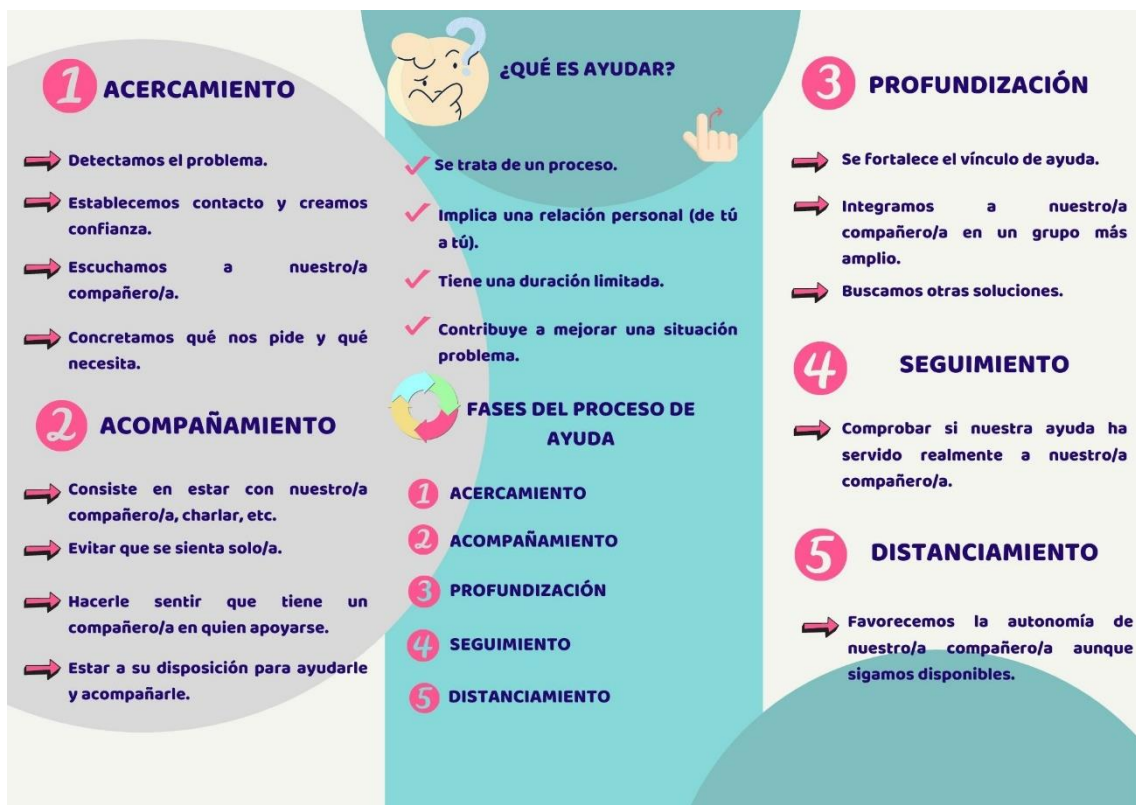 1 ACERCAMIENTO
Detectamos el problema.
Establecemos contacto y creamos
confianza.
Escuchamos a nuestro/a
compañero/a.
Concretamos qué nos pide y qué
necesita.
2 ACOMPAÑAMIENTO
Consiste en estar con nuestro/a
compañero/a, charlar, etc.
Evitar que se sienta solo/a.
Hacerle sentir que tiene un
compañero/a en quien apoyarse.
Estar a su disposición para ayudarle
y acompañarle.
?
¿QUÉ ES AYUDAR?
Se trata de un proceso.
Implica una relación personal (de tú
a tú).
Tiene una duración limitada.
Contribuye a mejorar una situación
problema.
FASES DEL PROCESO DE
AYUDA
1 ACERCAMIENTO
2 ACOMPAÑAMIENTO
3 PROFUNDIZACIÓN
4 SEGUIMIENTO
5 DISTANCIAMIENTO
3 PROFUNDIZACIÓN
Se fortalece el vínculo de ayuda.
Integramos a nuestro/a
compañero/a en un grupo más
amplio.
Buscamos otras soluciones.
4 SEGUIMIENTO
Comprobar si nuestra ayuda ha
servido realmente a nuestro/a
compañero/a.
5 DISTANCIAMIENTO
Favorecemos la autonomía de
nuestro/a compañero/a aunque
sigamos disponibles.